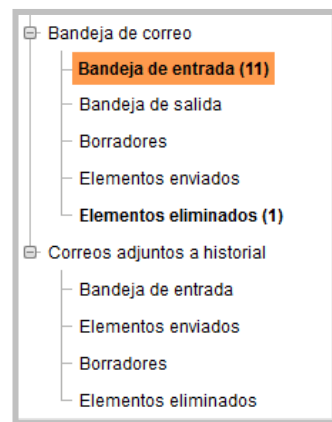 Bandeja de correo
Bandeja de entrada (11)
Bandeja de salida
Borradores
Elementos enviados
Elementos eliminados (1)
Correos adjuntos a historial
Bandeja de entrada
Elementos enviados
Borradores
Elementos eliminados